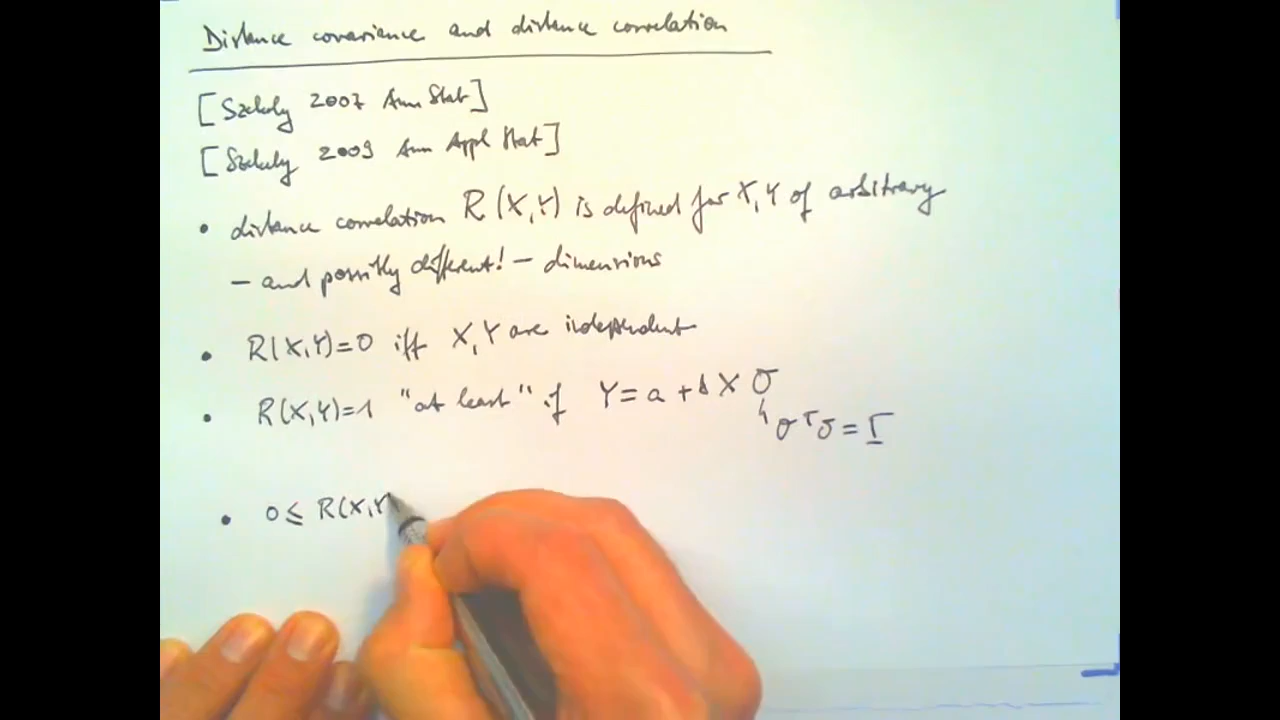 Distance covariance and distance correlation
[Szekely 2007 Ann Stat]
[Szekely 2009 Ann Appl Stat]
• distance correlation R(X,Y) is defined for X,Y of arbitrary
– and possibly different! – dimensions
• R(X,Y)=0 iff X,Y are independent
• R(X,Y)=1 "at least" if Y = a + b X σ
σᵀσ = I
• 0 ≤ R(X,Y